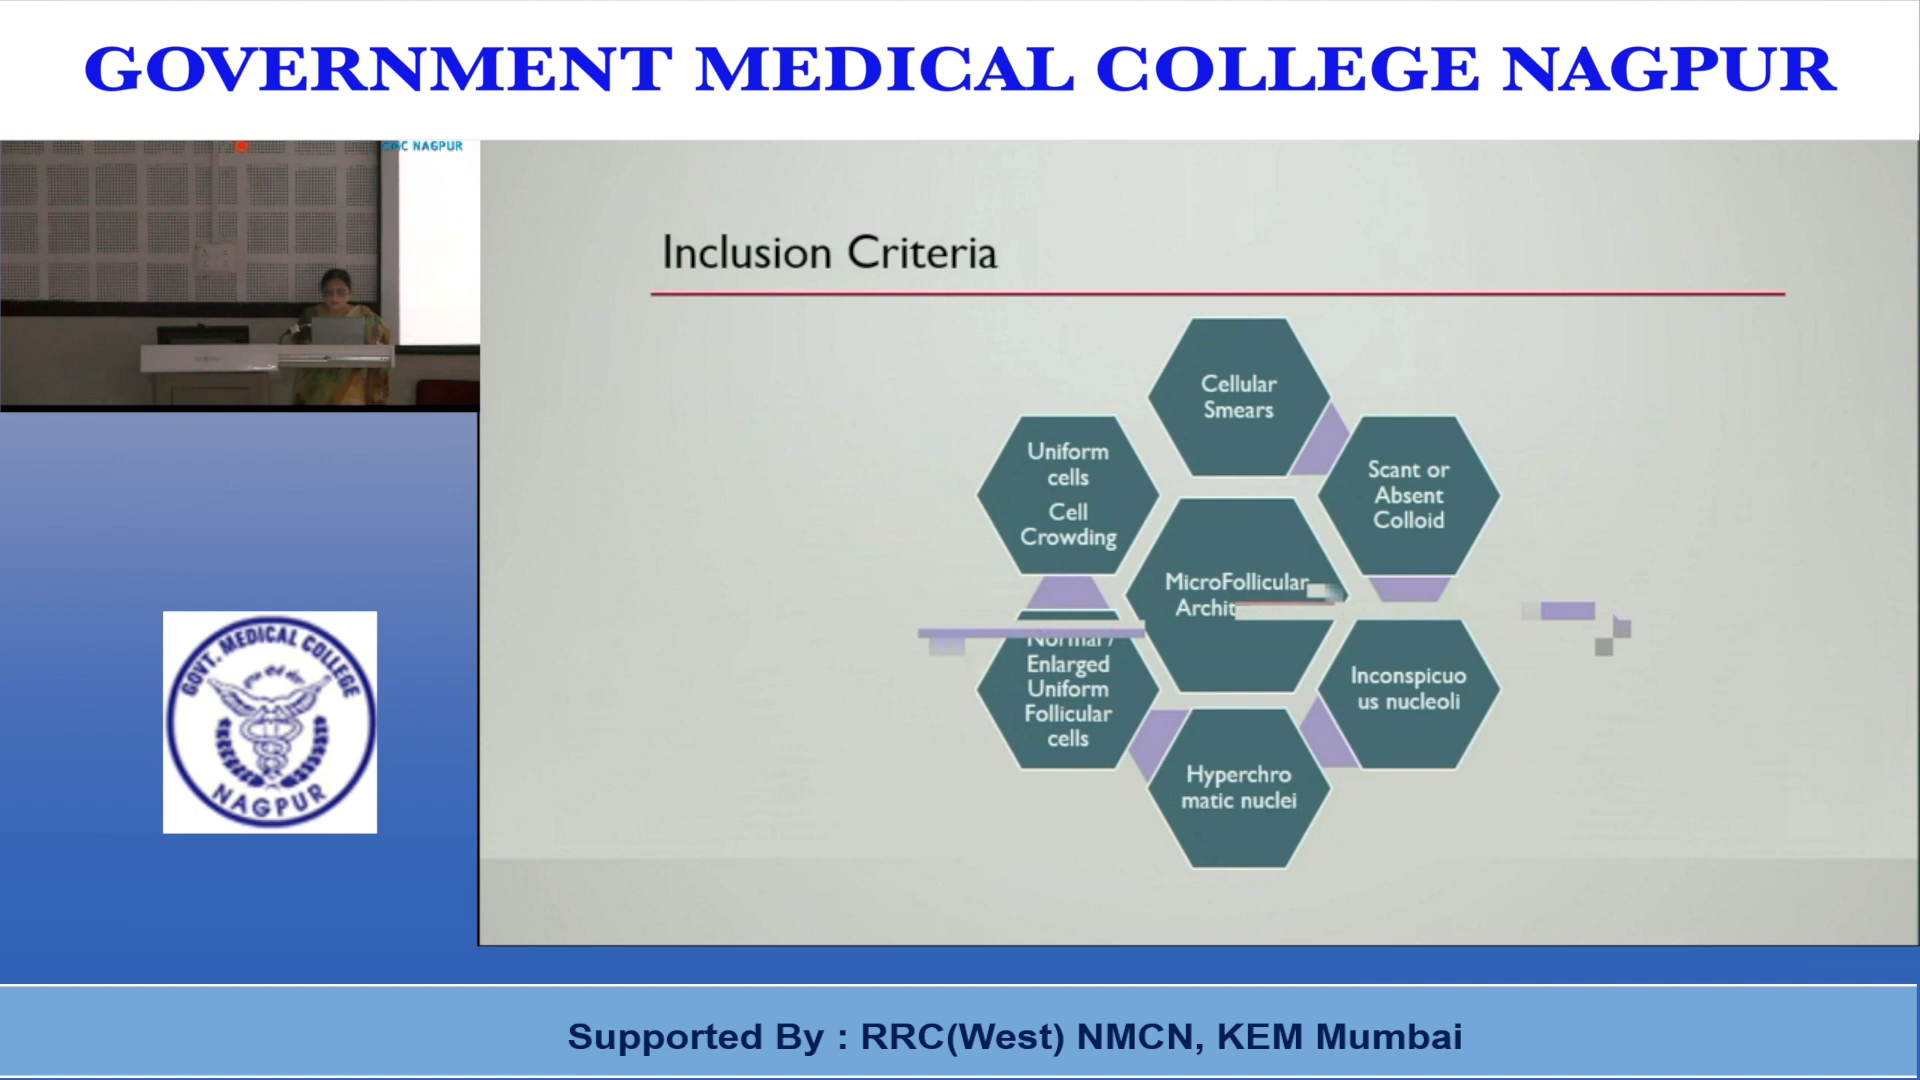 GOVERNMENT MEDICAL COLLEGE NAGPUR
NAGPUR
Inclusion Criteria
Cellular
Smears
Uniform
cells
Cell
Crowding
Scant or
Absent
Colloid
MicroFollicular
Normal /
Enlarged
Uniform
Follicular
cells
Inconspicuo
us nucleoli
Hyperchro
matic nuclei
GOVT. MEDICAL COLLEGE
NAGPUR
Supported By : RRC(West) NMCN, KEM Mumbai